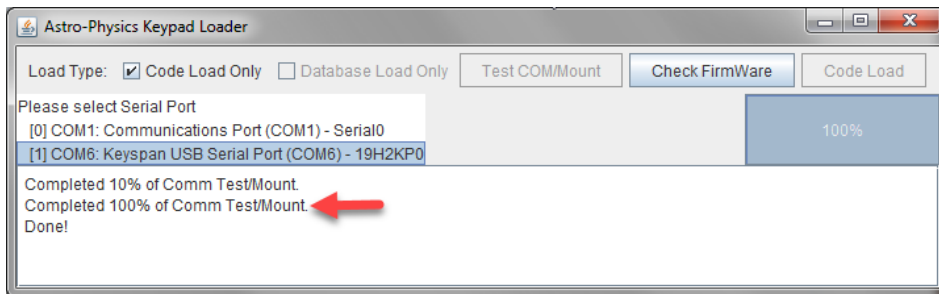 Astro-Physics Keypad Loader
Load Type: Code Load Only Database Load Only Test COM/Mount Check FirmWare Code Load
Please select Serial Port
[0] COM1: Communications Port (COM1) - Serial0
100%
[1] COM6: Keyspan USB Serial Port (COM6) - 19H2KP0
Completed 10% of Comm Test/Mount.
Completed 100% of Comm Test/Mount.
Done!